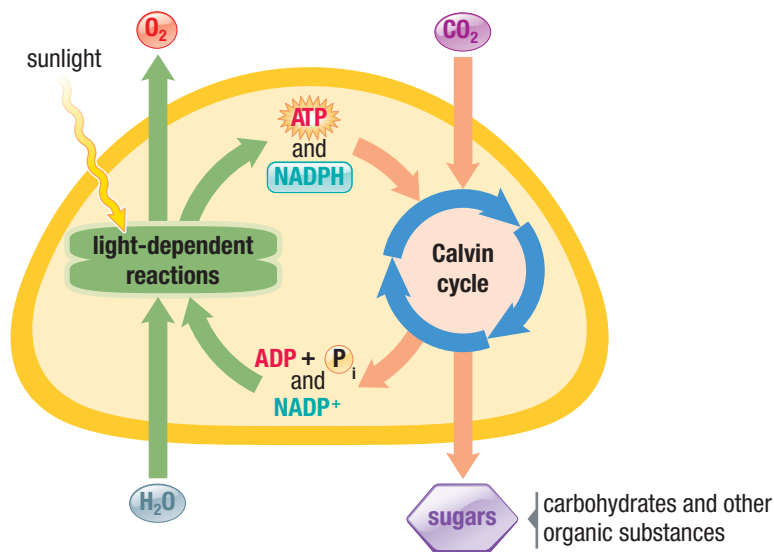 O₂
CO₂
sunlight
ATP
and
NADPH
light-dependent
reactions
Calvin
cycle
ADP + Pᵢ
and
NADP⁺
H₂O
sugars
carbohydrates and other
organic substances